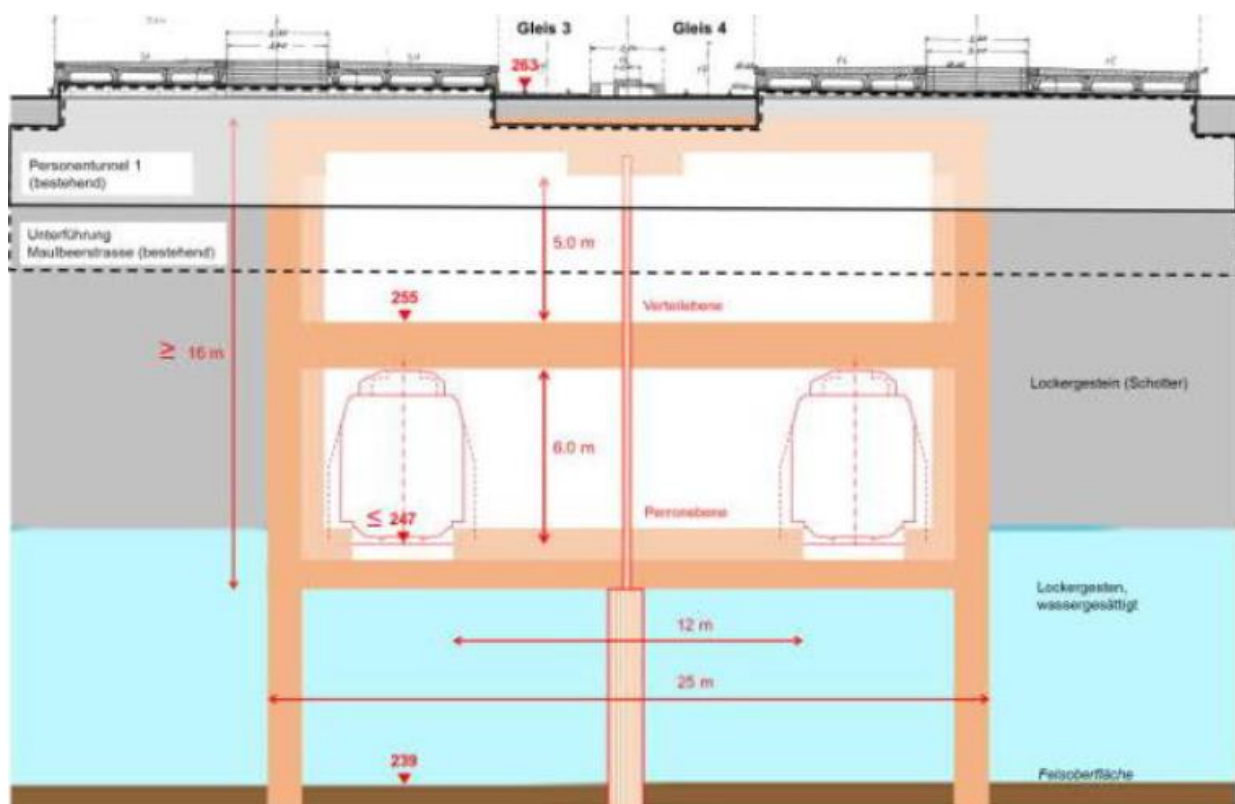 Gleis 3
Gleis 4
263
Personentunnel 1
(bestehend)
Unterführung
Maulbeerstrasse (bestehend)
5.0 m
255
Verteilebene
≥ 16 m
Lockergestein (Schotter)
6.0 m
≤ 247
Perronebene
Lockergesten,
wassergesättigt
12 m
25 m
239
Felsoberfläche